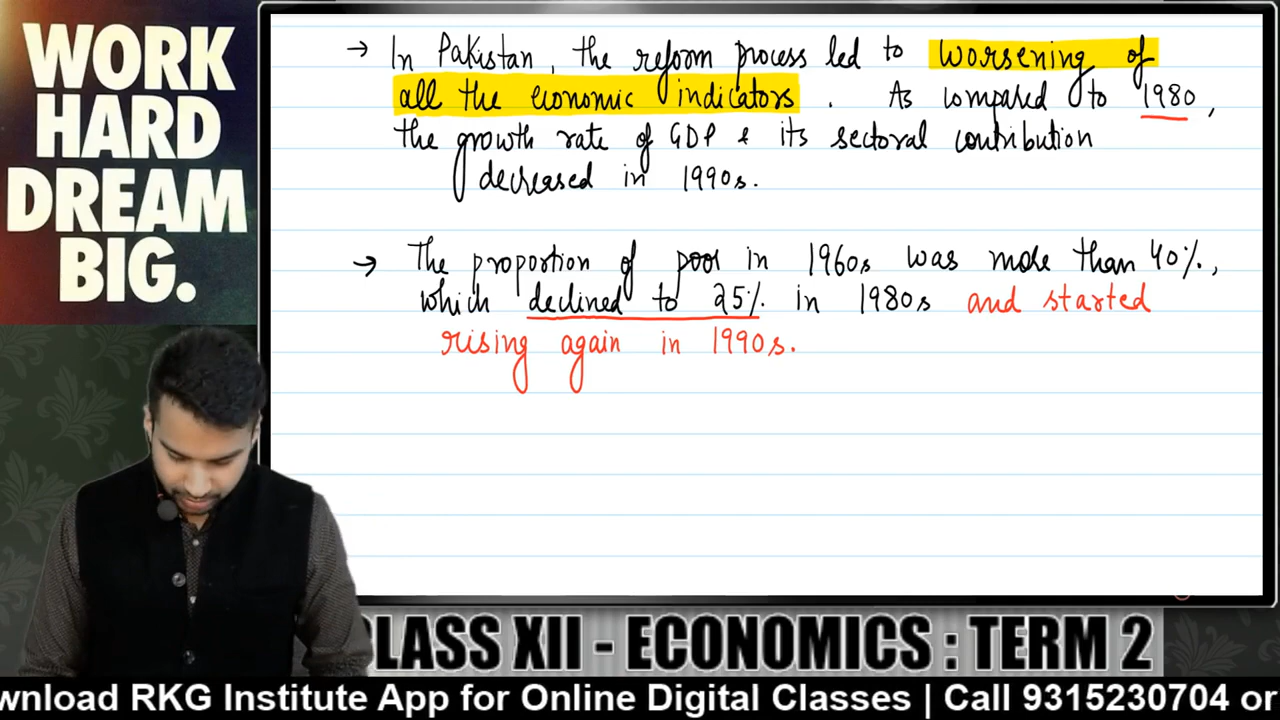 WORK
HARD
DREAM
BIG.
→ In Pakistan, the reform process led to worsening of
all the economic indicators. As compared to 1980,
the growth rate of GDP & its sectoral contribution
decreased in 1990s.
→ The proportion of poor in 1960s was more than 40%,
which declined to 25% in 1980s and started
rising again in 1990s.
CLASS XII - ECONOMICS : TERM 2
wnload RKG Institute App for Online Digital Classes | Call 9315230704 or